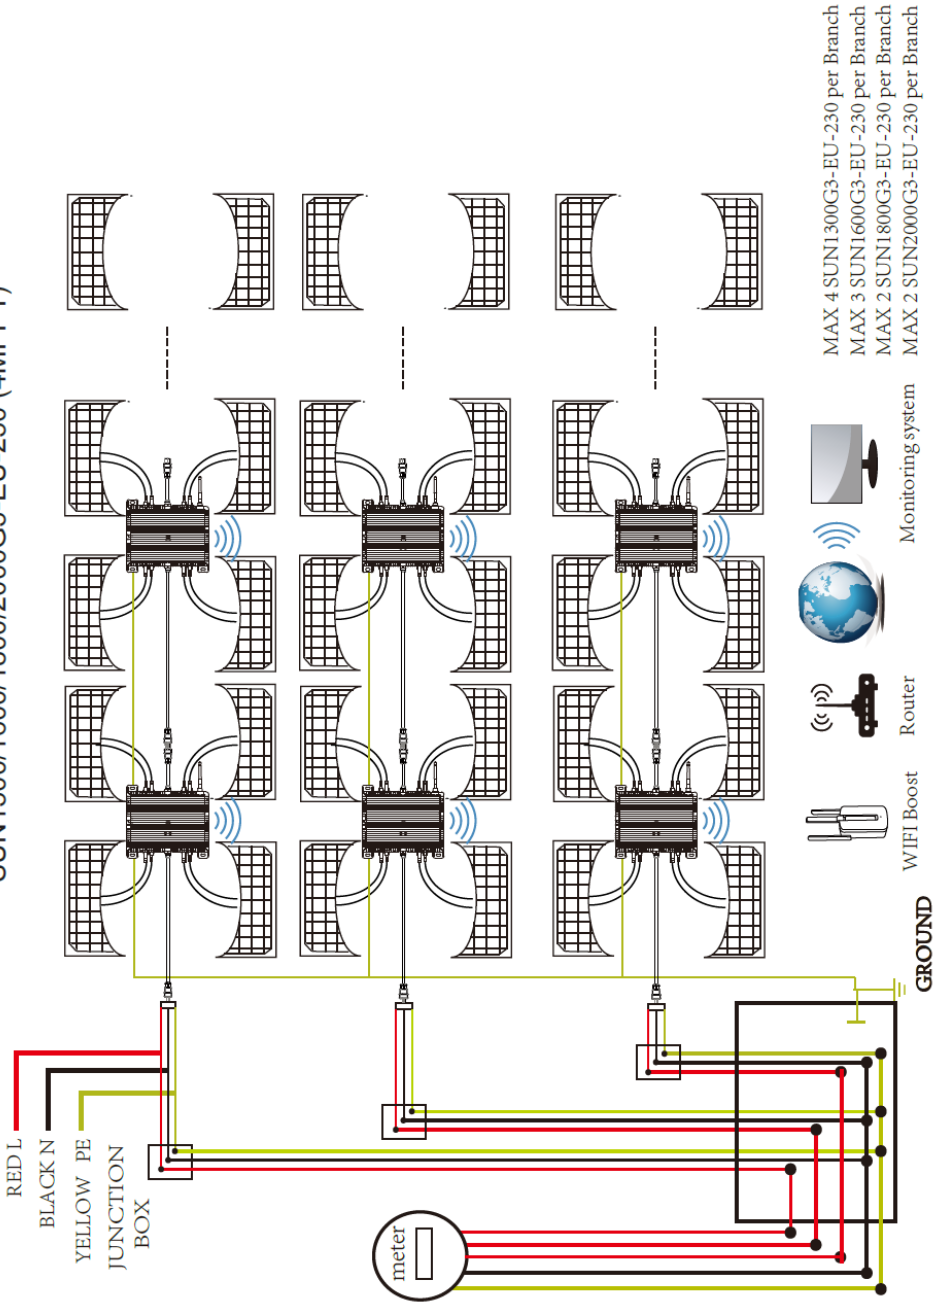 RED L
BLACK N
YELLOW PE
JUNCTION
BOX
meter
GROUND
WIFI Boost
Router
Monitoring system
MAX 4 SUN1300G3-EU-230 per Branch
MAX 3 SUN1600G3-EU-230 per Branch
MAX 2 SUN1800G3-EU-230 per Branch
MAX 2 SUN2000G3-EU-230 per Branch